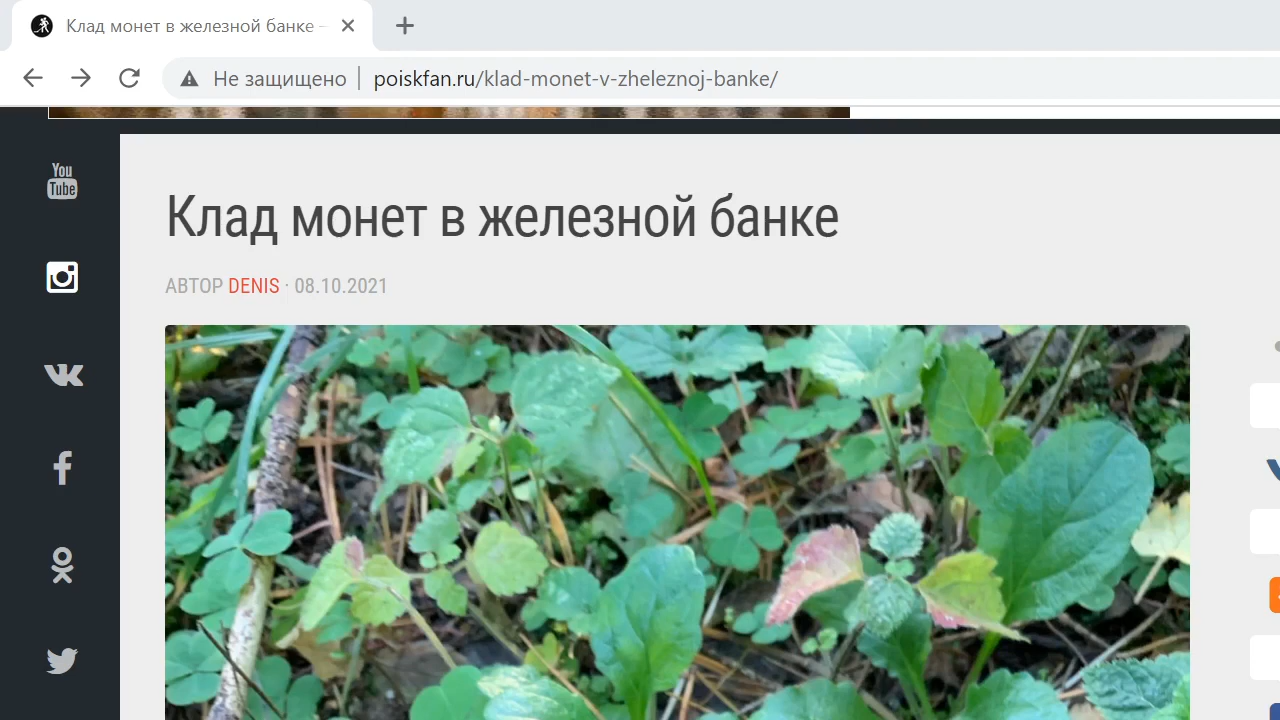 Клад монет в железной банке –
Не защищено
poiskfan.ru/klad-monet-v-zheleznoj-banke/
You
Tube
Клад монет в железной банке
АВТОР DENIS · 08.10.2021